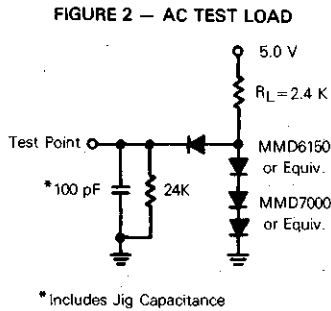 FIGURE 2 — AC TEST LOAD
5.0 V
RL=2.4 K
Test Point
MMD6150
or Equiv.
*100 pF
24K
MMD7000
or Equiv.
*Includes Jig Capacitance